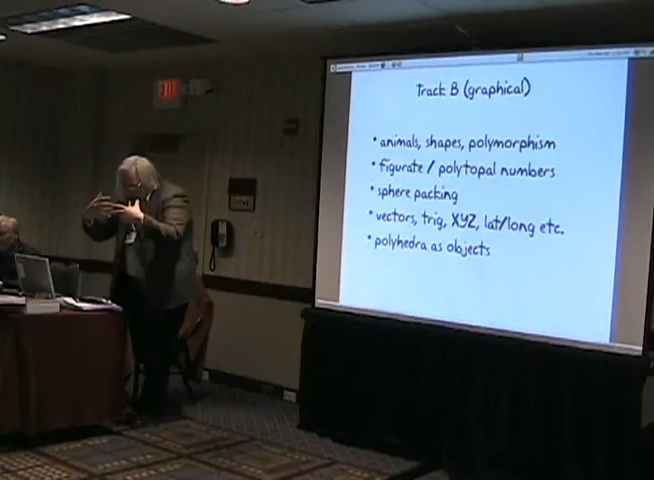 EXIT
Track B (graphical)
• animals, shapes, polymorphism
• figurate / polytopal numbers
• sphere packing
• vectors, trig, XYZ, lat/long etc.
• polyhedra as objects